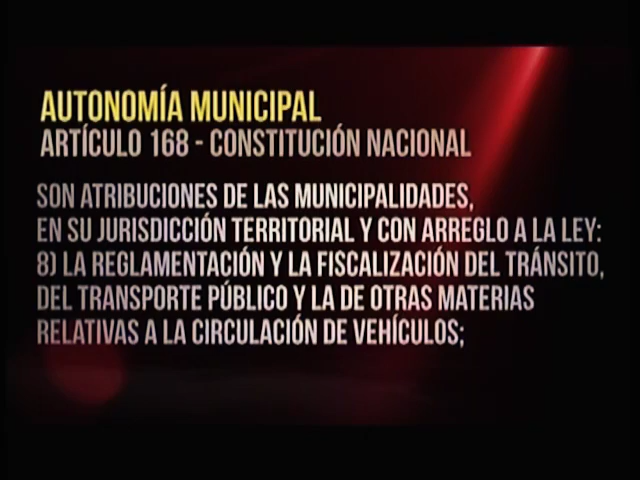 AUTONOMÍA MUNICIPAL
ARTÍCULO 168 - CONSTITUCIÓN NACIONAL
SON ATRIBUCIONES DE LAS MUNICIPALIDADES,
EN SU JURISDICCIÓN TERRITORIAL Y CON ARREGLO A LA LEY:
8) LA REGLAMENTACIÓN Y LA FISCALIZACIÓN DEL TRÁNSITO,
DEL TRANSPORTE PÚBLICO Y LA DE OTRAS MATERIAS
RELATIVAS A LA CIRCULACIÓN DE VEHÍCULOS;